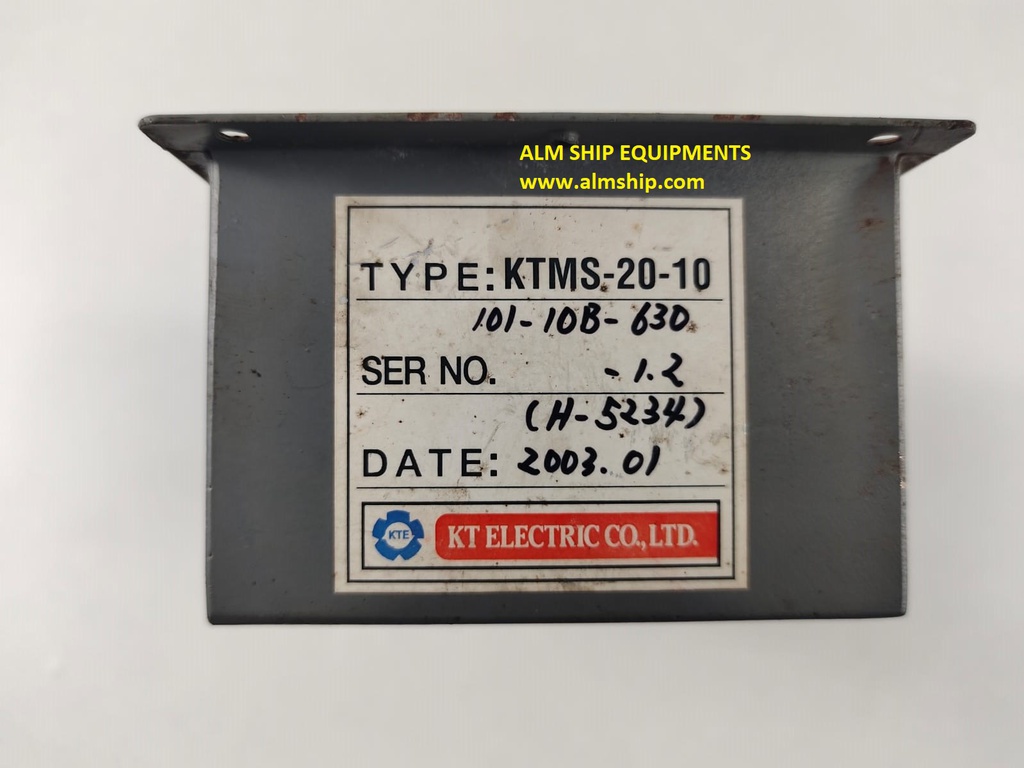 ALM SHIP EQUIPMENTS
www.almship.com
TYPE: KTMS-20-10
101-10B-630
SER NO. -1.2
(H-5234)
DATE: 2003.01
KTE KT ELECTRIC CO.,LTD.